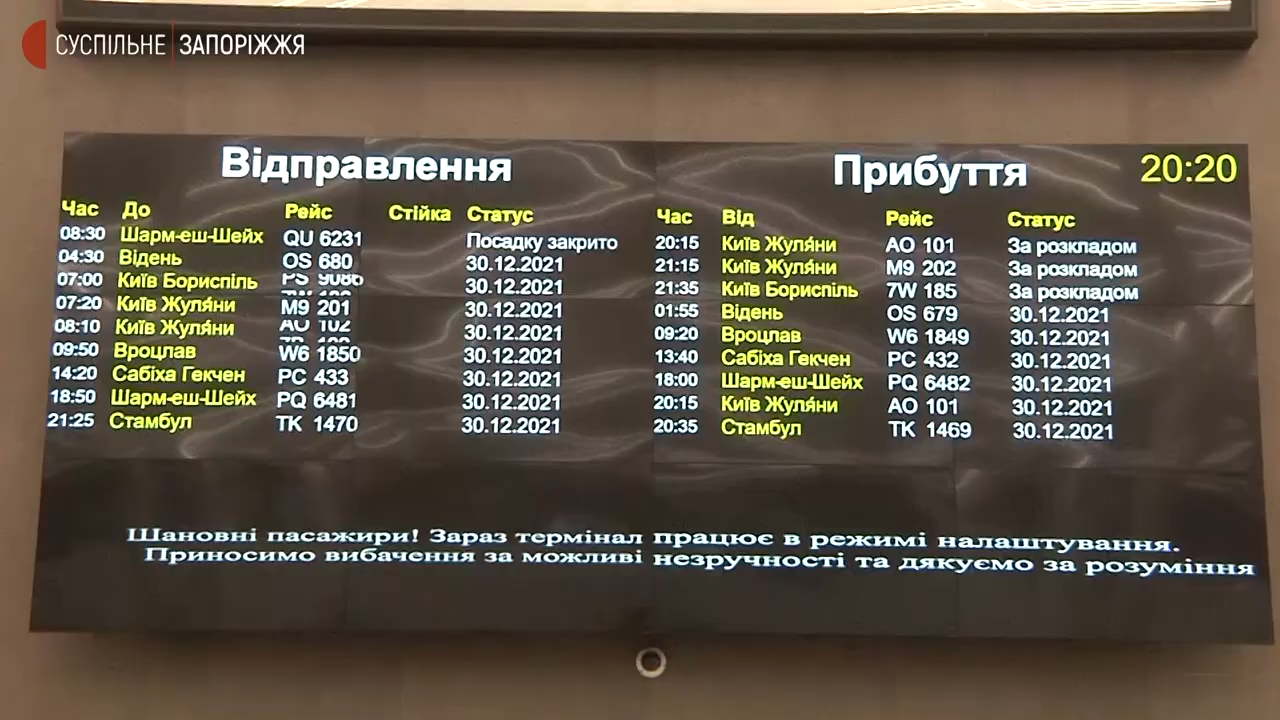 СУСПІЛЬНЕ ЗАПОРІЖЖЯ
Відправлення
Час До Рейс Стійка Статус
08:30 Шарм-еш-Шейх QU 6231 Посадку закрито
04:30 Відень OS 680 30.12.2021
07:00 Київ Бориспіль PS 9086 30.12.2021
07:20 Київ Жуляни M9 201 30.12.2021
08:10 Київ Жуляни AO 102 30.12.2021
09:50 Вроцлав W6 1850 30.12.2021
14:20 Сабіха Гекчен PC 433 30.12.2021
18:50 Шарм-еш-Шейх PQ 6481 30.12.2021
21:25 Стамбул TK 1470 30.12.2021
Прибуття 20:20
Час Від Рейс Статус
20:15 Київ Жуляни AO 101 За розкладом
21:15 Київ Жуляни M9 202 За розкладом
21:35 Київ Бориспіль 7W 185 За розкладом
01:55 Відень OS 679 30.12.2021
09:20 Вроцлав W6 1849 30.12.2021
13:40 Сабіха Гекчен PC 432 30.12.2021
18:00 Шарм-еш-Шейх PQ 6482 30.12.2021
20:15 Київ Жуляни AO 101 30.12.2021
20:35 Стамбул TK 1469 30.12.2021
Шановні пасажири! Зараз термінал працює в режимі налаштування.
Приносимо вибачення за можливі незручності та дякуємо за розуміння